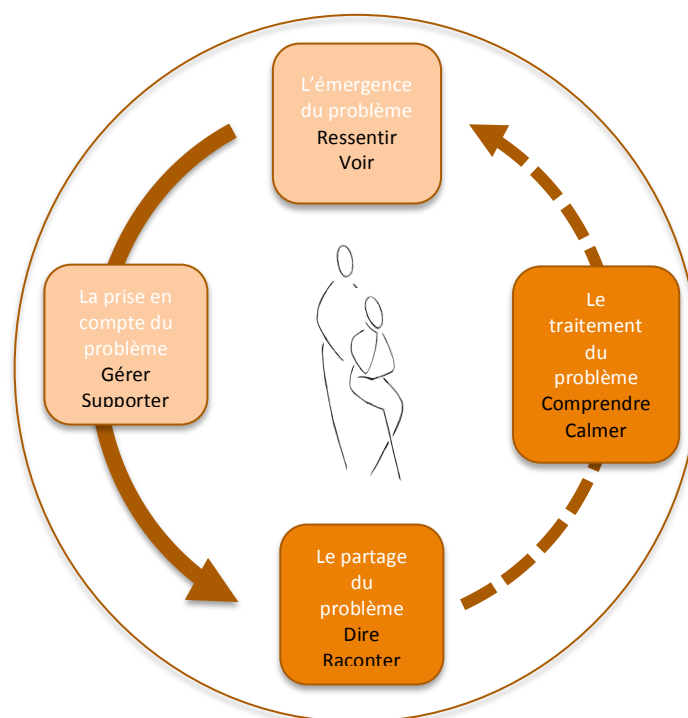 L'émergence
du problème
Ressentir
Voir
La prise en
compte du
problème
Gérer
Supporter
Le partage
du
problème
Dire
Raconter
Le
traitement
du
problème
Comprendre
Calmer